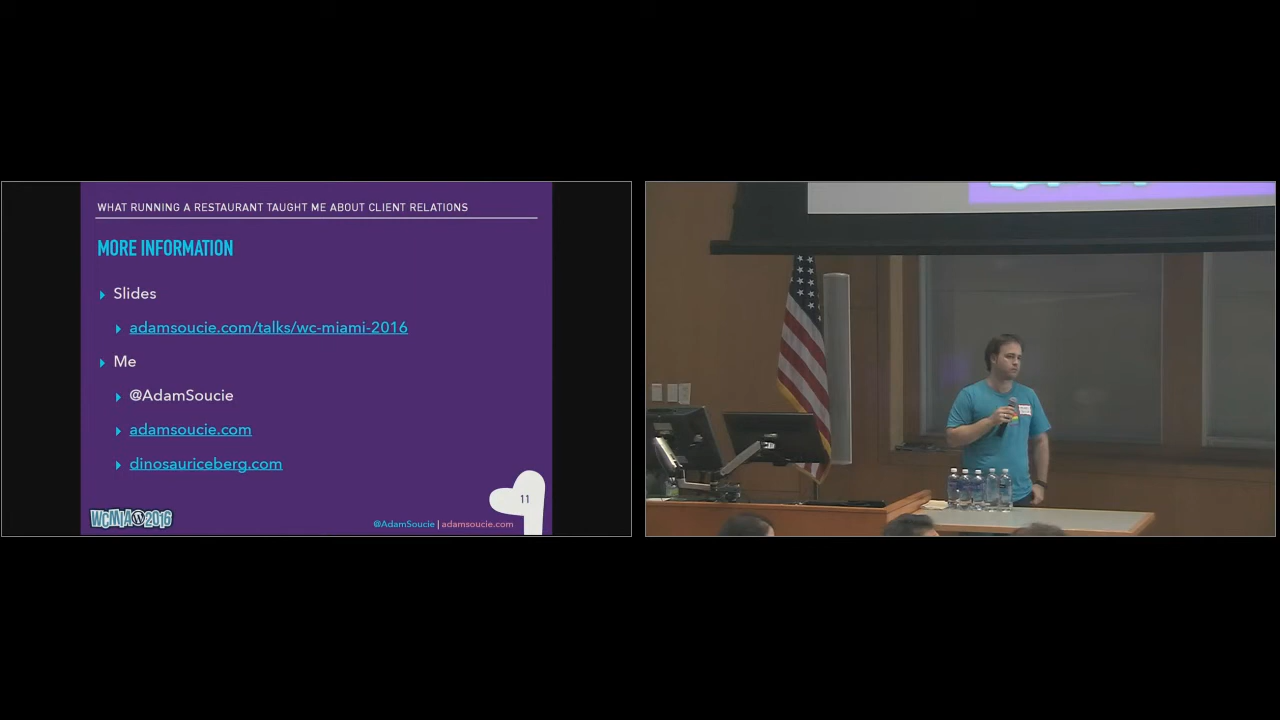 WHAT RUNNING A RESTAURANT TAUGHT ME ABOUT CLIENT RELATIONS
MORE INFORMATION
Slides
adamsoucie.com/talks/wc-miami-2016
Me
@AdamSoucie
adamsoucie.com
dinosauriceberg.com
11
WCMIA 2016
@AdamSoucie | adamsoucie.com